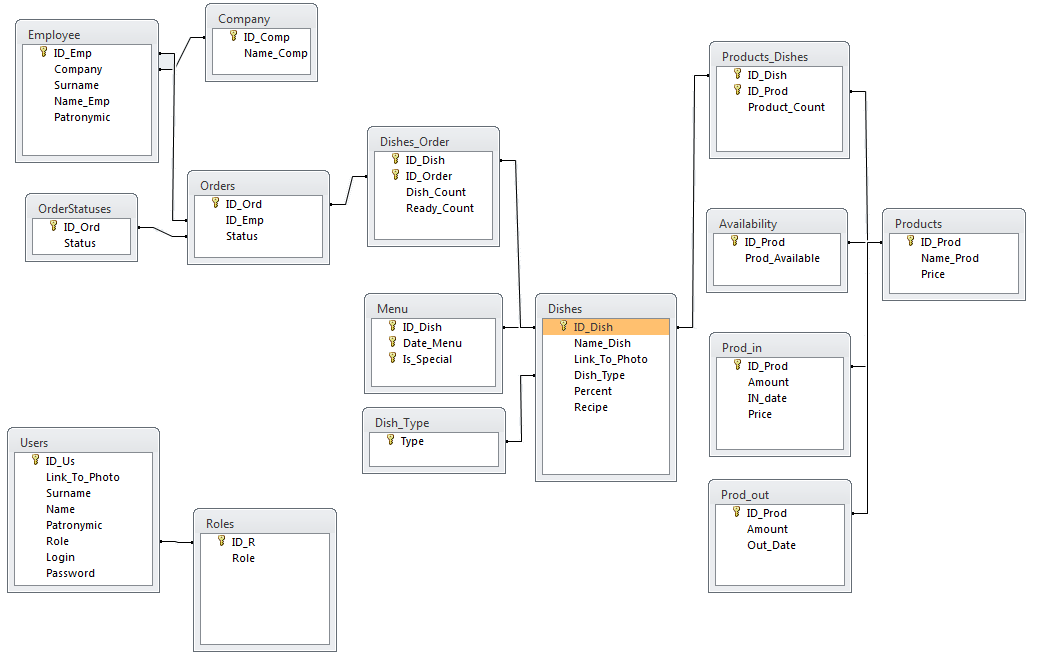 Employee
ID_Emp
Company
Surname
Name_Emp
Patronymic
Company
ID_Comp
Name_Comp
OrderStatuses
ID_Ord
Status
Orders
ID_Ord
ID_Emp
Status
Dishes_Order
ID_Dish
ID_Order
Dish_Count
Ready_Count
Menu
ID_Dish
Date_Menu
Is_Special
Dish_Type
Type
Dishes
ID_Dish
Name_Dish
Link_To_Photo
Dish_Type
Percent
Recipe
Products_Dishes
ID_Dish
ID_Prod
Product_Count
Availability
ID_Prod
Prod_Available
Products
ID_Prod
Name_Prod
Price
Prod_in
ID_Prod
Amount
IN_date
Price
Prod_out
ID_Prod
Amount
Out_Date
Users
ID_Us
Link_To_Photo
Surname
Name
Patronymic
Role
Login
Password
Roles
ID_R
Role